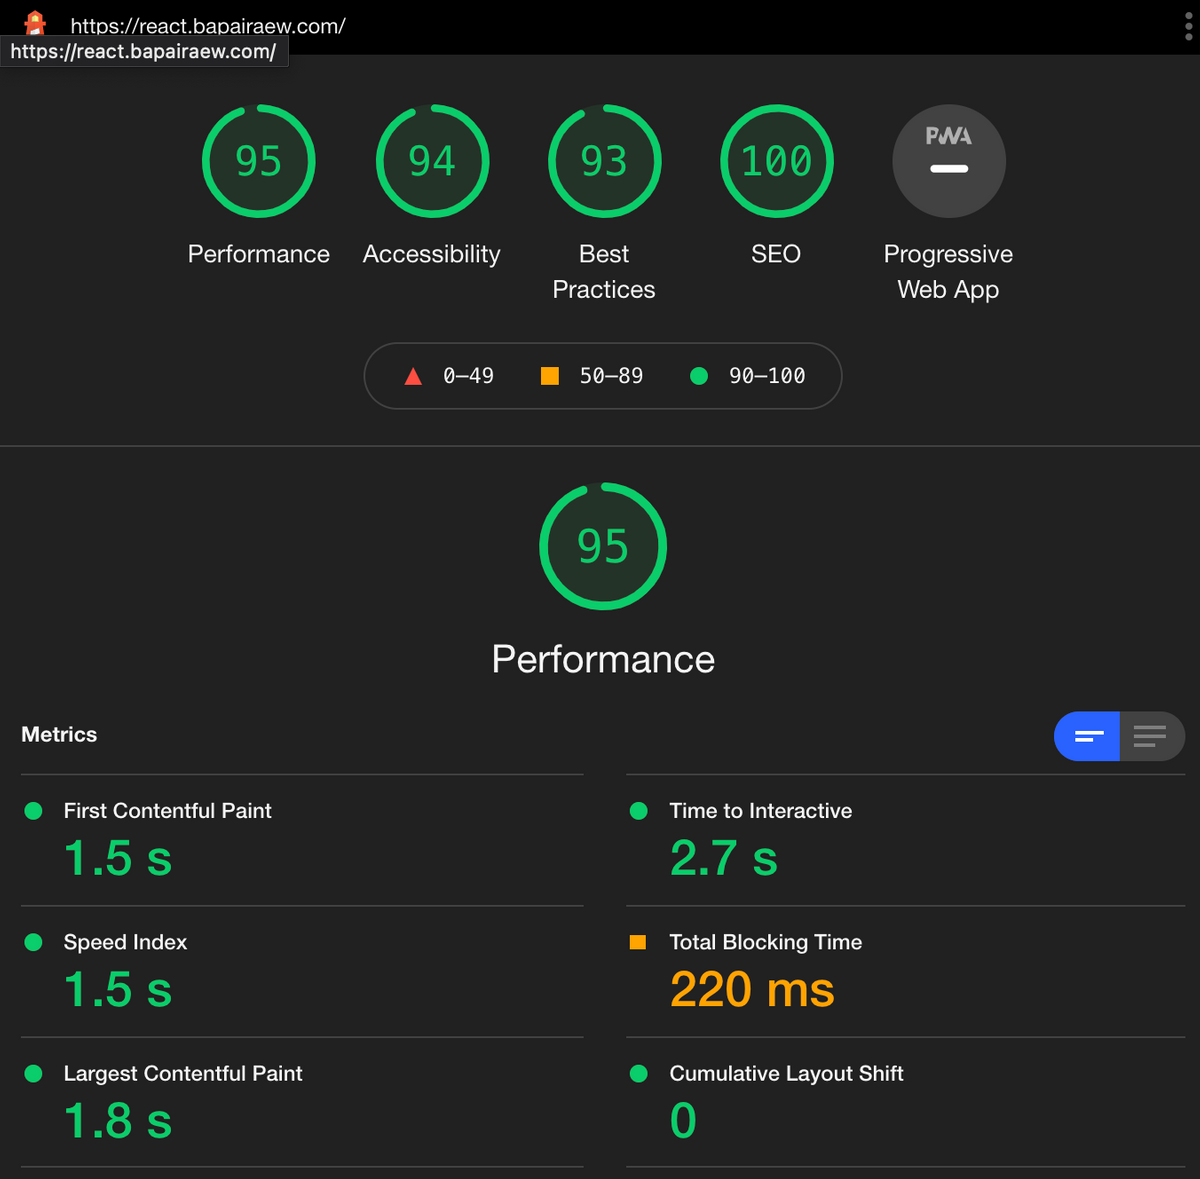 https://react.bapairaew.com/
https://react.bapairaew.com/
95
94
93
100
PWA
Performance
Accessibility
Best
Practices
SEO
Progressive
Web App
0–49
50–89
90–100
95
Performance
Metrics
First Contentful Paint
1.5 s
Time to Interactive
2.7 s
Speed Index
1.5 s
Total Blocking Time
220 ms
Largest Contentful Paint
1.8 s
Cumulative Layout Shift
0